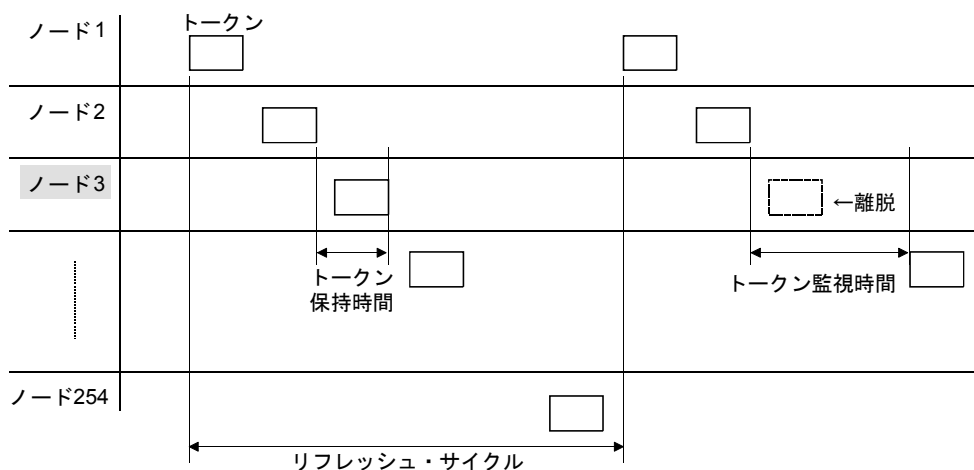 トークン
ノード1
ノード2
ノード3
←離脱
トークン
保持時間
トークン監視時間
ノード254
リフレッシュ・サイクル